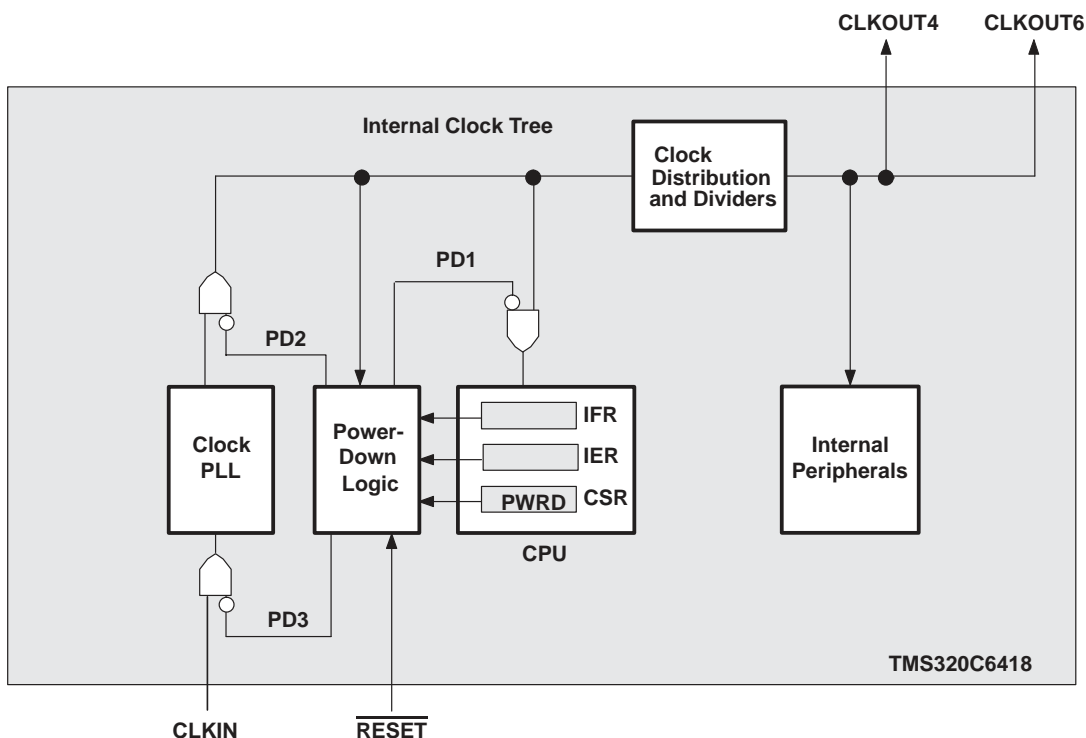 CLKOUT4 CLKOUT6
Internal Clock Tree
Clock
Distribution
and Dividers
PD1
PD2
Clock
PLL
Power-
Down
Logic
IFR
IER
PWRD CSR
CPU
Internal
Peripherals
PD3
TMS320C6418
CLKIN RESET